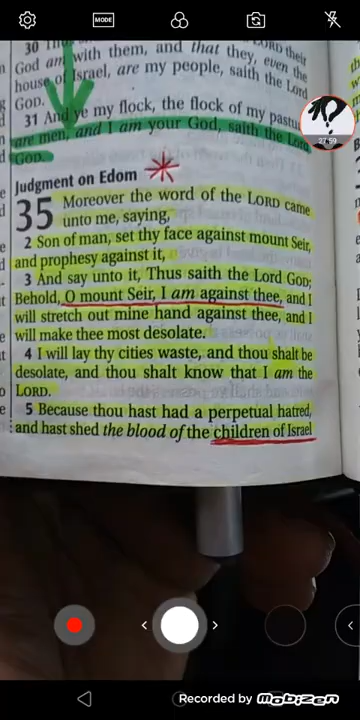 MODE
30
LORD their
God am with them, and that they, even the
house of Israel, are my people, saith the Lord
GOD.
31 And ye my flock, the flock of my pasture,
are men, and I am your God, saith the Lord
GOD.
Judgment on Edom
35 Moreover the word of the LORD came
unto me, saying,
2 Son of man, set thy face against mount Seir,
and prophesy against it,
3 And say unto it, Thus saith the Lord GOD;
Behold, O mount Seir, I am against thee, and I
will stretch out mine hand against thee, and I
will make thee most desolate.
4 I will lay thy cities waste, and thou shalt be
desolate, and thou shalt know that I am the
LORD.
5 Because thou hast had a perpetual hatred,
and hast shed the blood of the children of Israel
27:59
Recorded by mobizen